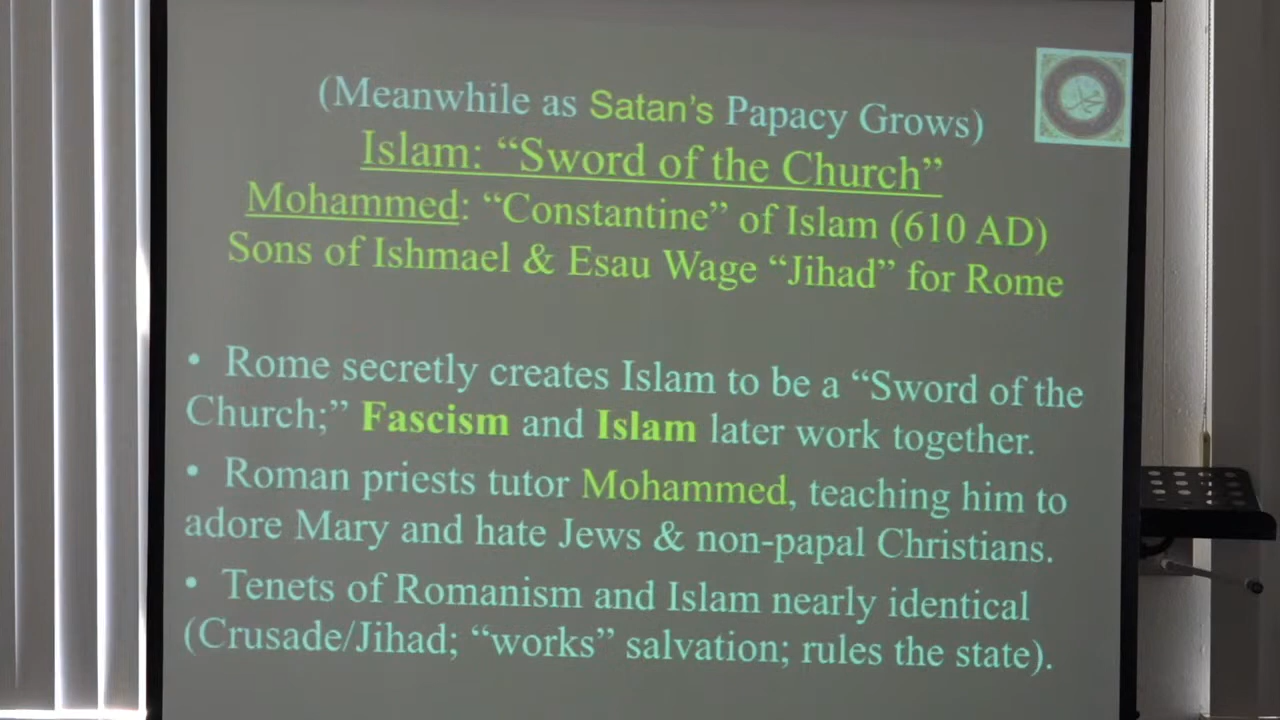 (Meanwhile as Satan's Papacy Grows)
Islam: “Sword of the Church”
Mohammed: “Constantine” of Islam (610 AD)
Sons of Ishmael & Esau Wage “Jihad” for Rome
• Rome secretly creates Islam to be a “Sword of the
Church;” Fascism and Islam later work together.
• Roman priests tutor Mohammed, teaching him to
adore Mary and hate Jews & non-papal Christians.
• Tenets of Romanism and Islam nearly identical
(Crusade/Jihad; “works” salvation; rules the state).